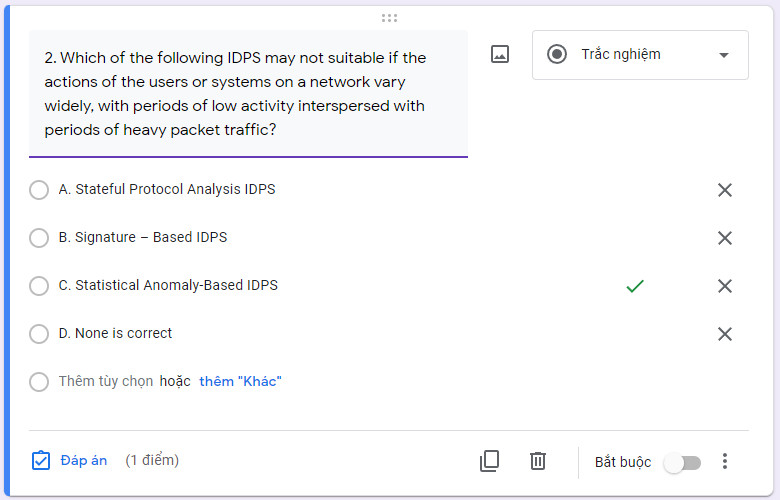 2. Which of the following IDPS may not suitable if the
actions of the users or systems on a network vary
widely, with periods of low activity interspersed with
periods of heavy packet traffic?
Trắc nghiệm
A. Stateful Protocol Analysis IDPS
B. Signature – Based IDPS
C. Statistical Anomaly-Based IDPS
D. None is correct
Thêm tùy chọn hoặc thêm "Khác"
Đáp án (1 điểm)
Bắt buộc